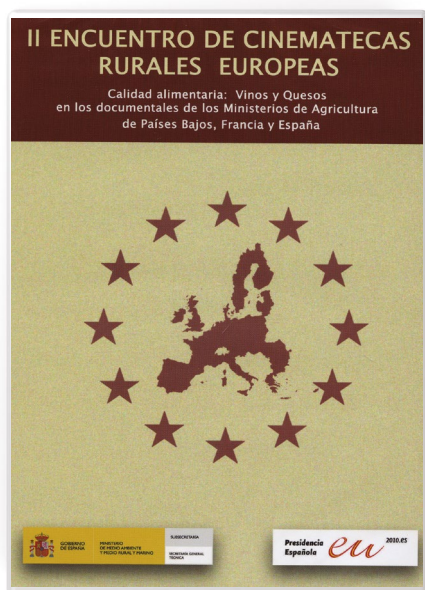 II ENCUENTRO DE CINEMATECAS
RURALES EUROPEAS
Calidad alimentaria: Vinos y Quesos
en los documentales de los Ministerios de Agricultura
de Países Bajos, Francia y España
GOBIERNO
DE ESPAÑA
MINISTERIO
DE MEDIO AMBIENTE
Y MEDIO RURAL Y MARINO
SUBSECRETARÍA
SECRETARÍA GENERAL
TÉCNICA
Presidencia
Española
eu
2010.es